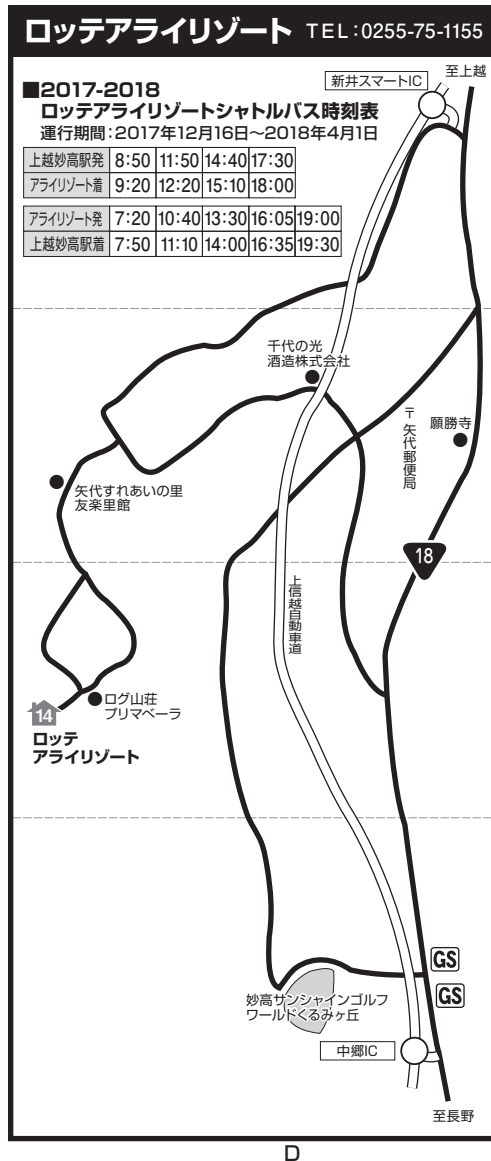 ロッテアライリゾート TEL:0255-75-1155
■2017-2018
ロッテアライリゾートシャトルバス時刻表
運行期間:2017年12月16日～2018年4月1日
上越妙高駅発 8:50 11:50 14:40 17:30
アライリゾート着 9:20 12:20 15:10 18:00
アライリゾート発 7:20 10:40 13:30 16:05 19:00
上越妙高駅着 7:50 11:10 14:00 16:35 19:30
至上越
新井スマートIC
千代の光
酒造株式会社
〒矢代郵便局
願勝寺
矢代すれあいの里
友楽里館
18
上信越自動車道
ログ山荘
プリマベーラ
14
ロッテ
アライリゾート
GS
GS
妙高サンシャインゴルフ
ワールドくるみヶ丘
中郷IC
至長野
D